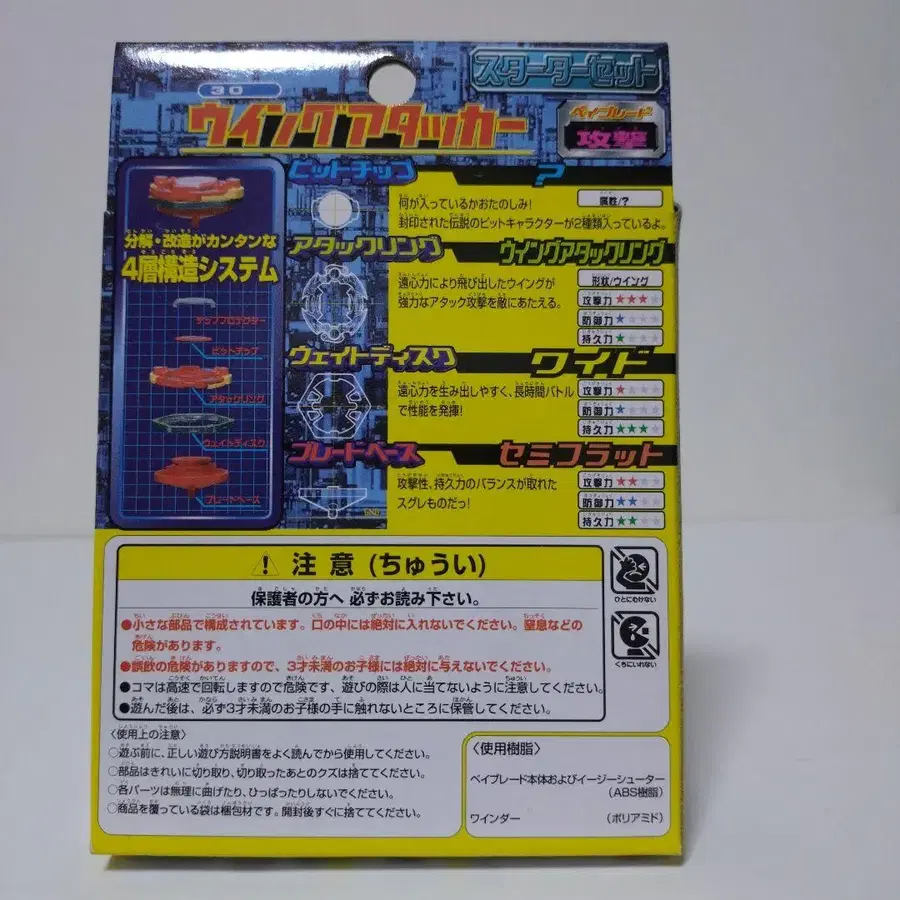 スターターセット
30
ウイングアタッカー
ベイブレード
攻撃
ビットチップ
?
何が入っているかおたのしみ!
封印された伝説のビットキャラクターが2種類入っているよ。
属性/?
分解・改造がカンタンな
4層構造システム
チッププロテクター
ビットチップ
アタックリング
ウェイトディスク
ブレードベース
アタックリング
ウイングアタックリング
遠心力により飛び出したウイングが
強力なアタック攻撃を敵にあたえる。
形状/ウイング
攻撃力★★★★
防御力★★★★
持久力★★★★
ウェイトディスク
ワイド
遠心力を生み出しやすく、長時間バトル
で性能を発揮!
攻撃力★★★★
防御力★★★★
持久力★★★★
ブレードベース
セミフラット
攻撃性、持久力のバランスが取れた
スグレものだっ!
攻撃力★★★★
防御力★★★★
持久力★★★★
注意(ちゅうい)
保護者の方へ 必ずお読み下さい。
●小さな部品で構成されています。口の中には絶対に入れないでください。窒息などの
危険があります。
●誤飲の危険がありますので、3才未満のお子様には絶対に与えないでください。
●コマは高速で回転しますので危険です、遊びの際は人に当てないように注意してください。
●遊んだ後は、必ず3才未満のお子様の手に触れないところに保管してください。
ひとにむけない
くちにいれない
〈使用上の注意〉
○遊ぶ前に、正しい遊び方説明書をよく読んでから使用してください。
○部品はきれいに切り取り、切り取ったあとのクズは捨ててください。
○各パーツは無理に曲げたり、ひっぱったりしないでください。
○商品を覆っている袋は梱包材です。開封後すぐに捨ててください。
〈使用樹脂〉
ベイブレード本体およびイージーシューター
(ABS樹脂)
ワインダー (ポリアミド)